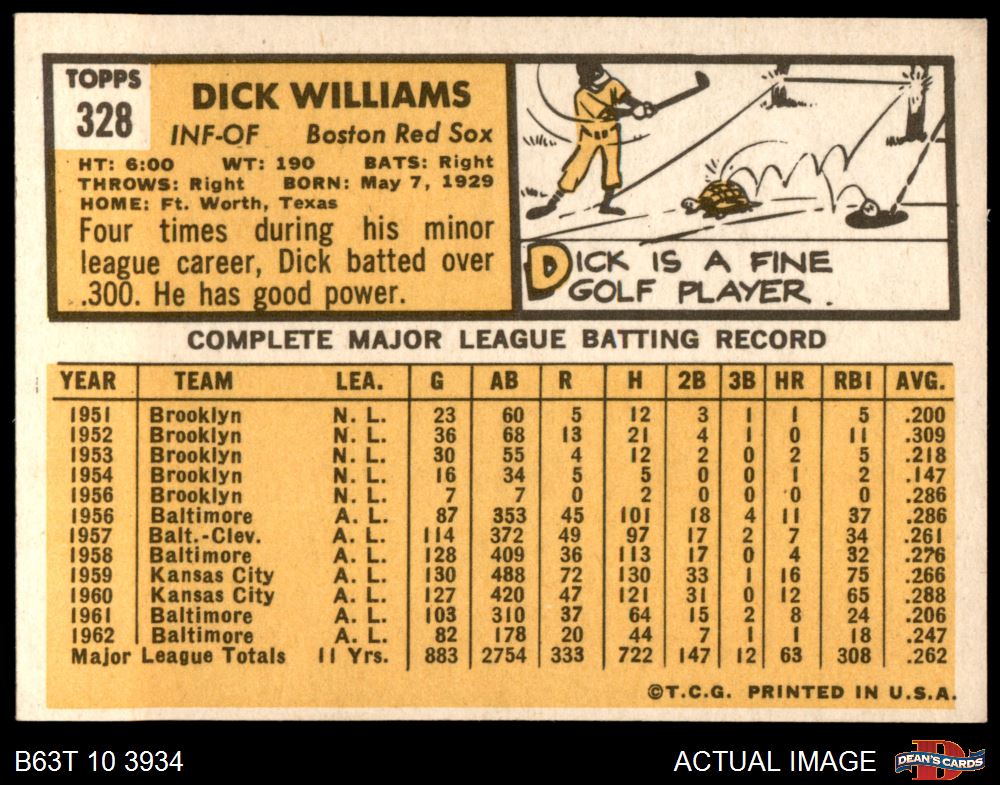 TOPPS
328
DICK WILLIAMS
INF-OF Boston Red Sox
HT: 6:00 WT: 190 BATS: Right
THROWS: Right BORN: May 7, 1929
HOME: Ft. Worth, Texas
Four times during his minor
league career, Dick batted over
.300. He has good power.
DICK IS A FINE
GOLF PLAYER.
COMPLETE MAJOR LEAGUE BATTING RECORD
YEAR TEAM LEA. G AB R H 2B 3B HR RBI AVG.
1951 Brooklyn N. L. 23 60 5 12 3 1 1 5 .200
1952 Brooklyn N. L. 36 68 13 21 4 1 0 11 .309
1953 Brooklyn N. L. 30 55 4 12 2 0 2 5 .218
1954 Brooklyn N. L. 16 34 5 5 0 0 1 2 .147
1956 Brooklyn N. L. 7 7 0 2 0 0 0 0 .286
1956 Baltimore A. L. 87 353 45 101 18 4 11 37 .286
1957 Balt.-Clev. A. L. 114 372 49 97 17 2 7 34 .261
1958 Baltimore A. L. 128 409 36 113 17 0 4 32 .276
1959 Kansas City A. L. 130 488 72 130 33 1 16 75 .266
1960 Kansas City A. L. 127 420 47 121 31 0 12 65 .288
1961 Baltimore A. L. 103 310 37 64 15 2 8 24 .206
1962 Baltimore A. L. 82 178 20 44 7 1 1 18 .247
Major League Totals 11 Yrs. 883 2754 333 722 147 12 63 308 .262
©T.C.G. PRINTED IN U.S.A.
B63T 10 3934 ACTUAL IMAGE DEAN'S CARDS